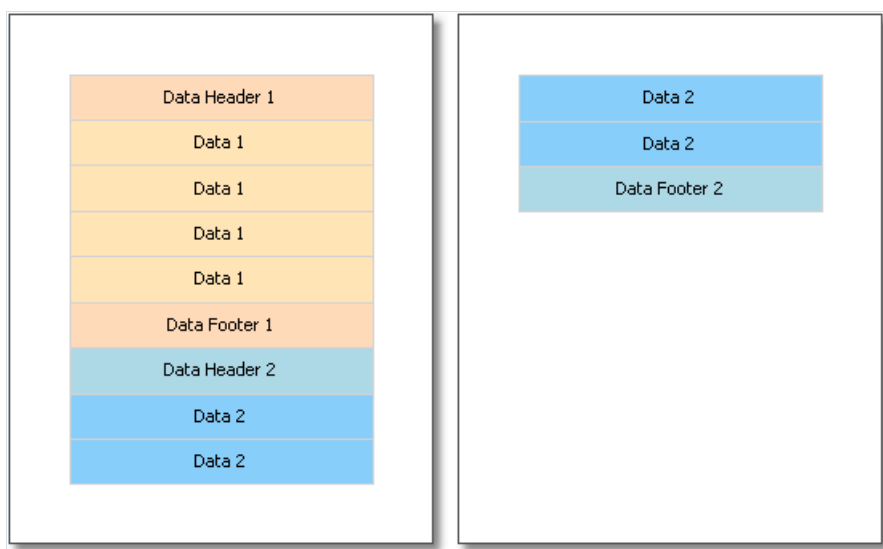 Data Header 1
Data 1
Data 1
Data 1
Data 1
Data Footer 1
Data Header 2
Data 2
Data 2
Data 2
Data 2
Data Footer 2